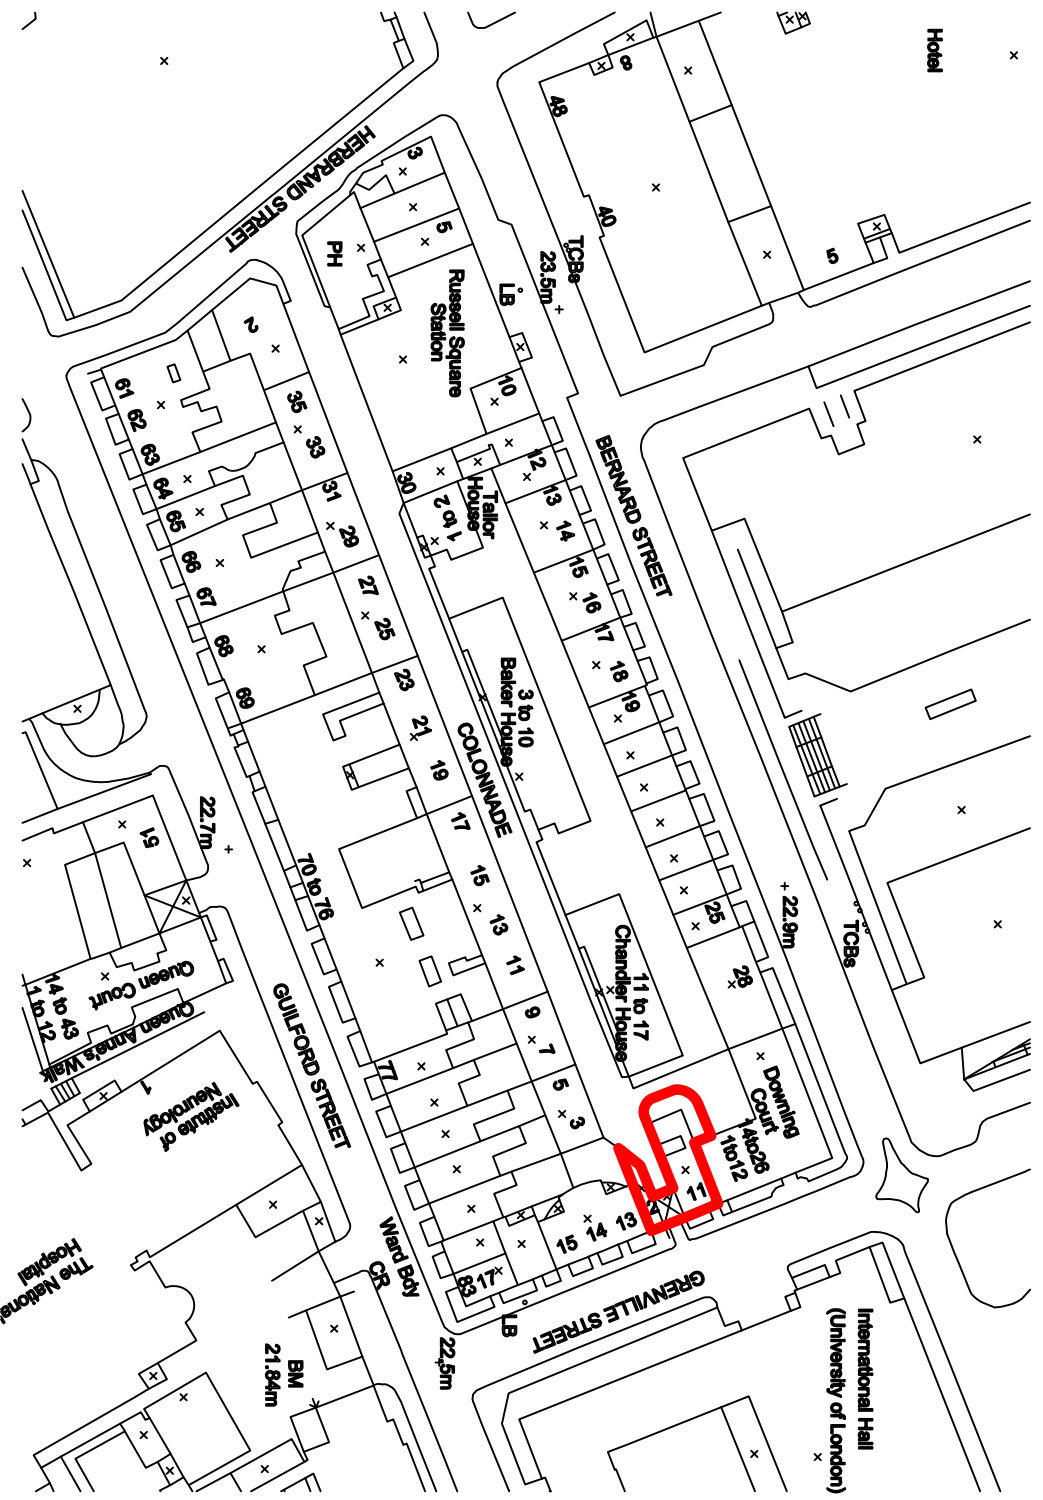 Hotel
8
48
HERBRAND STREET
3
40
5
PH
TCBs
23.5m
5
LB
Russell Square
Station
2
10
61
62
63
35
33
BERNARD STREET
12
13
14
30
Tailor
House
1 to 2
64
65
31
29
15
16
66
67
27
25
17
18
19
68
69
23
21
19
3 to 10
Baker House
COLONNADE
22.7m
51
17
15
13
11
70 to 76
25
22.9m
TCBs
28
11 to 17
Chandler House
Queen Court
14 to 43
1 to 12
Queen Anne's Walk
GUILFORD STREET
9
7
5
3
77
1
Institute of
Neurology
Downing
Court
14to26
1to12
11
2
13
14
15
Ward Bdy
CR
83
17
LB
GRENVILLE STREET
The National
Hospital
22.5m
BM
21.84m
International Hall
(University of London)